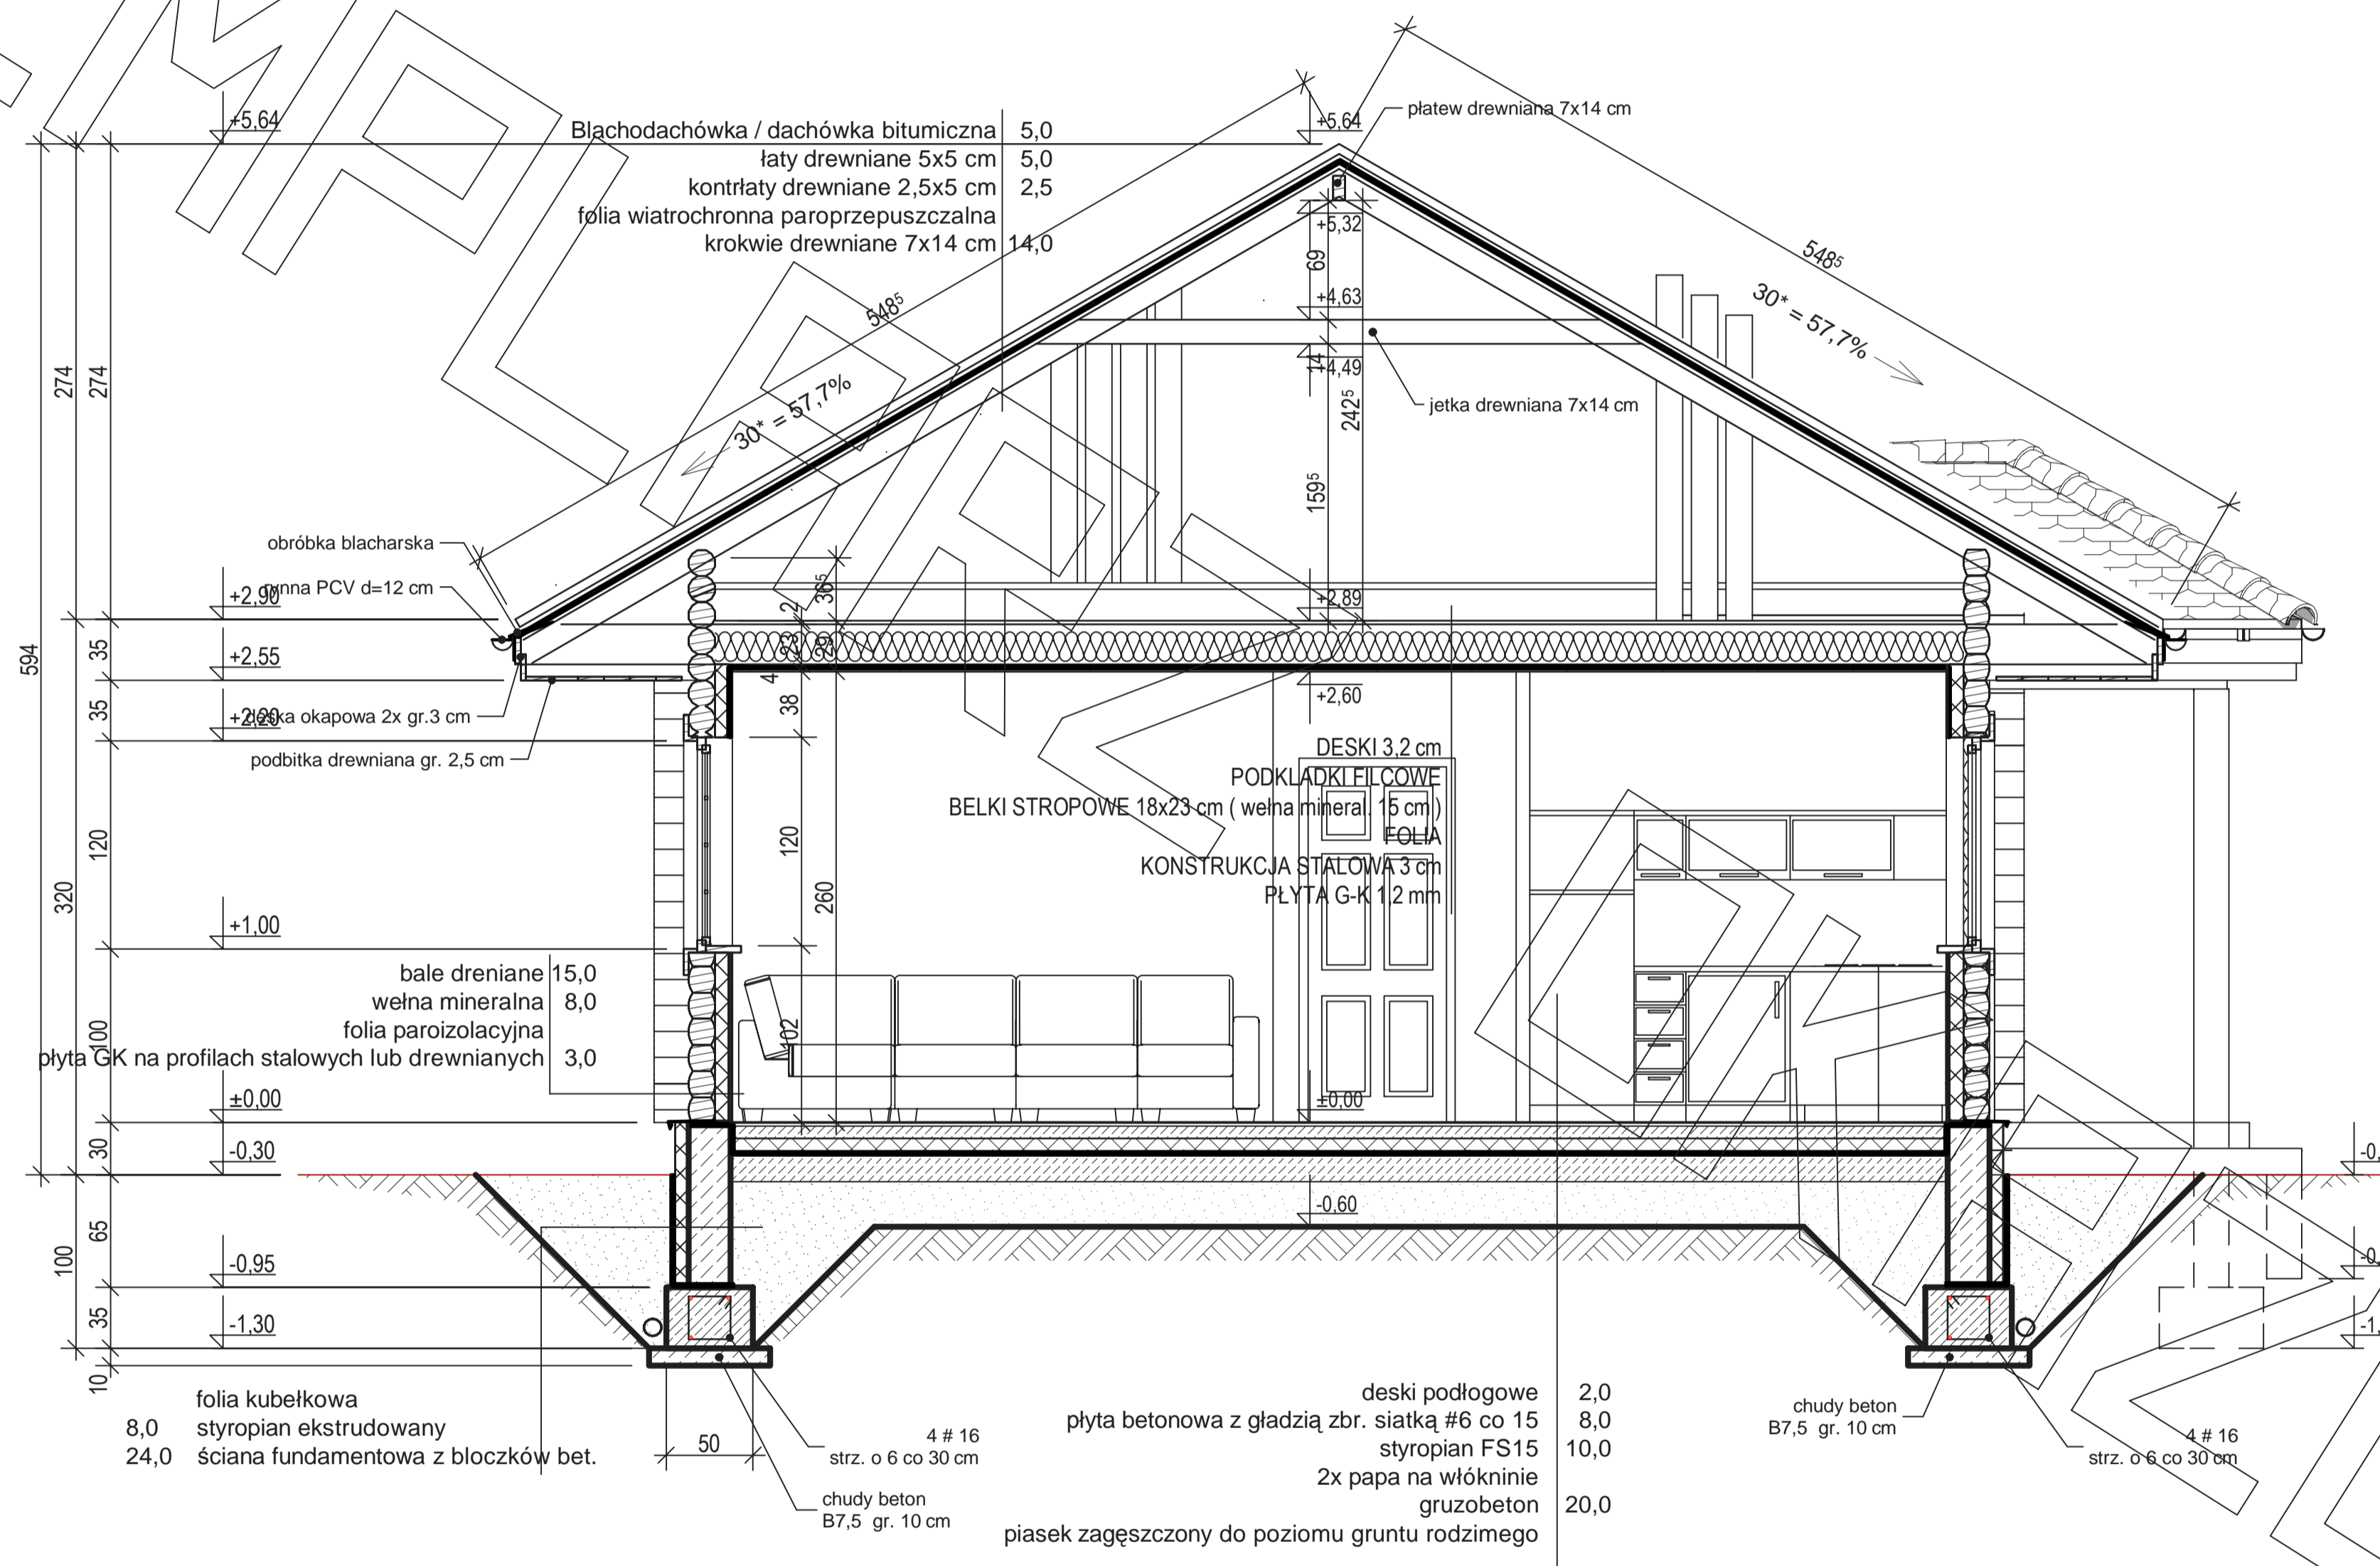 +5,64
Blachodachówka / dachówka bitumiczna 5,0
łaty drewniane 5x5 cm 5,0
kontrłaty drewniane 2,5x5 cm 2,5
folia wiatrochronna paroprzepuszczalna
krokwie drewniane 7x14 cm 14,0
+5,64
płatew drewniana 7x14 cm
+5,32
69
+4,63
14
+4,49
jetka drewniana 7x14 cm
242⁵
159⁵
548⁵
30* = 57,7%
548⁵
30* = 57,7%
274
274
594
obróbka blacharska
rynna PCV d=12 cm
+2,90
35
+2,55
35
+2,20
deska okapowa 2x gr.3 cm
podbitka drewniana gr. 2,5 cm
36⁵
2
23
29
4
38
+2,89
+2,60
DESKI 3,2 cm
PODKLADKI FILCOWE
BELKI STROPOWE 18x23 cm ( wełna mineral. 15 cm )
FOLIA
KONSTRUKCJA STALOWA 3 cm
PŁYTA G-K 1,2 mm
120
320
120
260
102
+1,00
bale dreniane 15,0
wełna mineralna 8,0
folia paroizolacyjna
płyta GK na profilach stalowych lub drewnianych 3,0
100
±0,00
±0,00
30
-0,30
-0,60
65
100
-0,95
35
-1,30
10
folia kubełkowa
8,0 styropian ekstrudowany
24,0 ściana fundamentowa z bloczków bet.
50
4 # 16
strz. o 6 co 30 cm
chudy beton
B7,5 gr. 10 cm
deski podłogowe 2,0
płyta betonowa z gładzią zbr. siatką #6 co 15 8,0
styropian FS15 10,0
2x papa na włókninie
gruzobeton 20,0
piasek zagęszczony do poziomu gruntu rodzimego
chudy beton
B7,5 gr. 10 cm
4 # 16
strz. o 6 co 30 cm